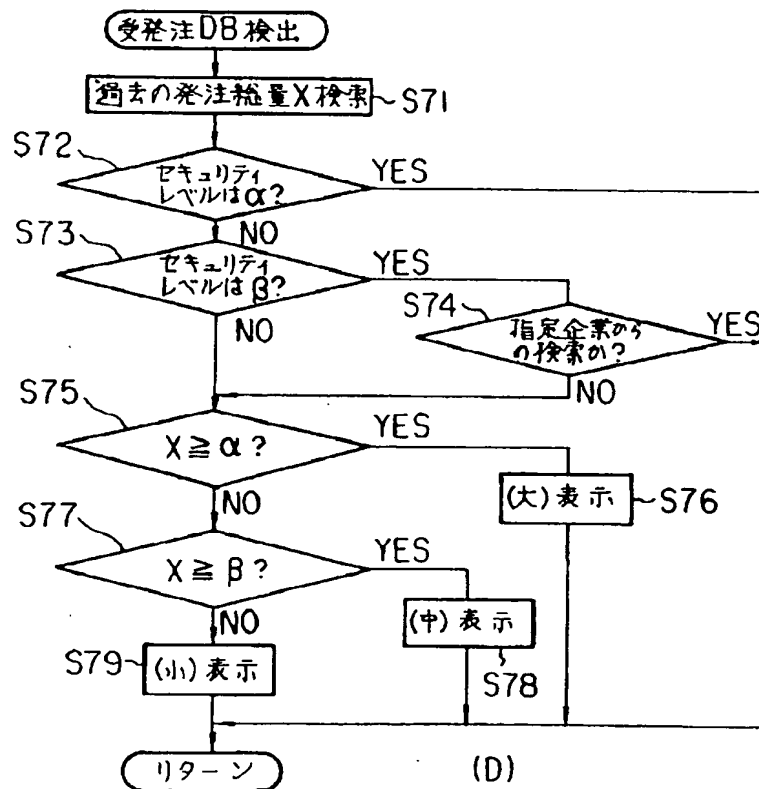 受発注DB検出
過去の発注総量X検索
S71
S72
セキュリティ
レベルはα?
YES
NO
S73
セキュリティ
レベルはβ?
YES
NO
S74
指定企業から
の検索か?
YES
NO
S75
X≧α?
YES
NO
(大)表示
S76
S77
X≧β?
YES
NO
(中)表示
S78
S79
(小)表示
リターン
(D)